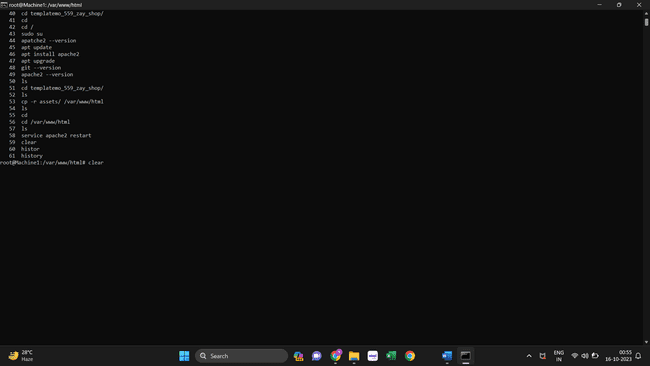 root@Machine1: /var/www/html
40 cd templatemo_559_zay_shop/
41 cd
42 cd /
43 sudo su
44 apatche2 --version
45 apt update
46 apt install apache2
47 apt upgrade
48 git --version
49 apache2 --version
50 ls
51 cd templatemo_559_zay_shop/
52 ls
53 cp -r assets/ /var/www/html
54 ls
55 cd
56 cd /var/www/html
57 ls
58 service apache2 restart
59 clear
60 histor
61 history
root@Machine1:/var/www/html# clear
28°C
Haze
Search
ENG
IN
00:55
16-10-2023